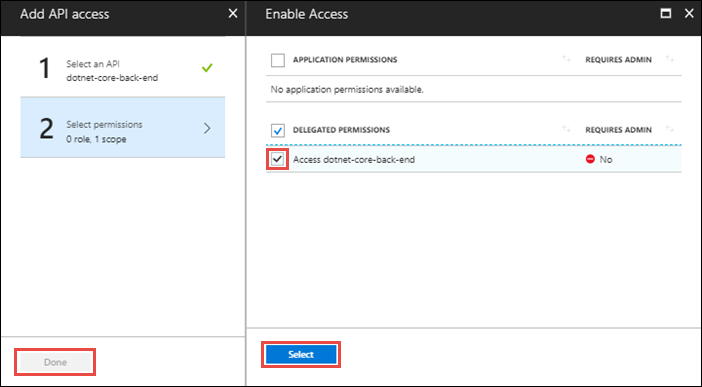 Add API access
1
Select an API
dotnet-core-back-end
2
Select permissions
0 role, 1 scope
Done
Enable Access
APPLICATION PERMISSIONS REQUIRES ADMIN
No application permissions available.
DELEGATED PERMISSIONS REQUIRES ADMIN
Access dotnet-core-back-end No
Select